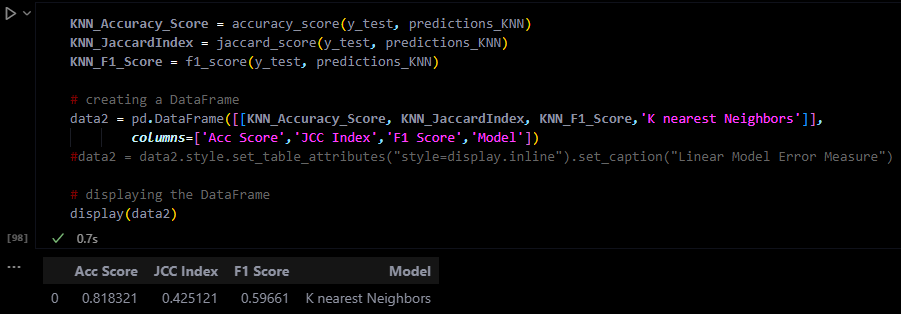 KNN_Accuracy_Score = accuracy_score(y_test, predictions_KNN)
KNN_JaccardIndex = jaccard_score(y_test, predictions_KNN)
KNN_F1_Score = f1_score(y_test, predictions_KNN)
# creating a DataFrame
data2 = pd.DataFrame([[KNN_Accuracy_Score, KNN_JaccardIndex, KNN_F1_Score,'K nearest Neighbors']],
columns=['Acc Score','JCC Index','F1 Score','Model'])
#data2 = data2.style.set_table_attributes("style=display.inline").set_caption("Linear Model Error Measure")
# displaying the DataFrame
display(data2)
[98] 0.7s
Acc Score JCC Index F1 Score Model
0 0.818321 0.425121 0.59661 K nearest Neighbors